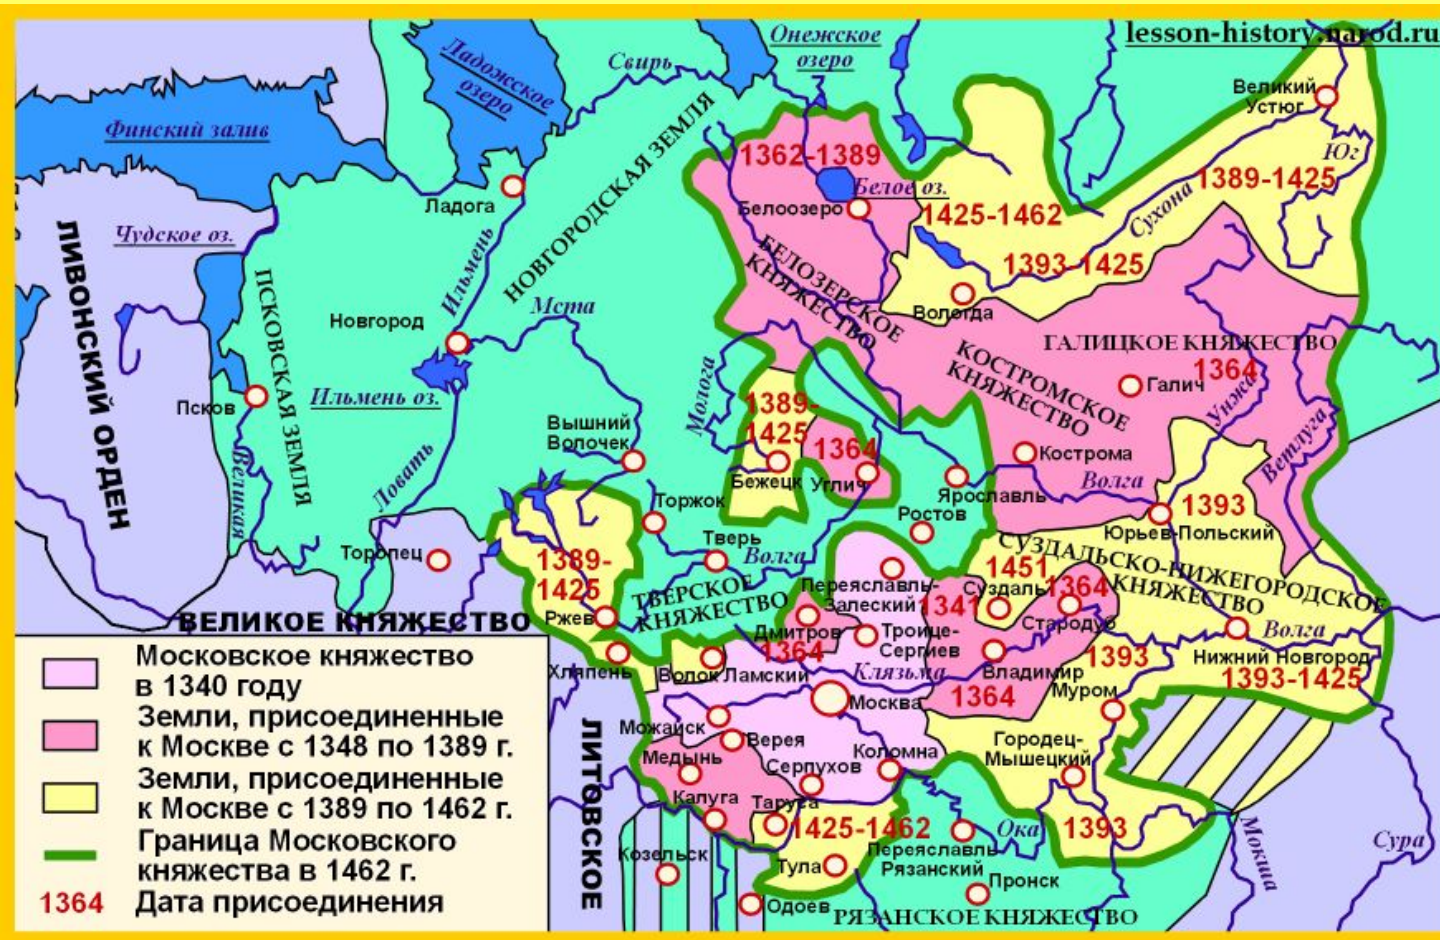 lesson-history.narod.ru
Онежское
озеро
Ладожское
озеро
Свирь
Финский залив
Великий
Устюг
Юг
1362-1389
Белое оз.
1389-1425
Сухона
1425-1462
Ладога
Белоозеро
Чудское оз.
НОВГОРОДСКАЯ ЗЕМЛЯ
Ильмень
1393-1425
БЕЛОЗЕРСКОЕ
КНЯЖЕСТВО
Вологда
Мста
Новгород
ЛИВОНСКИЙ ОРДЕН
ПСКОВСКАЯ ЗЕМЛЯ
ГАЛИЦКОЕ КНЯЖЕСТВО
1364
Галич
КОСТРОМСКОЕ
КНЯЖЕСТВО
Унжа
Ветлуга
Ильмень оз.
Псков
Молога
1389-
1425
Вышний
Волочек
1364
Бежецк
Углич
Кострома
Волга
Ярославль
Великая
Ловать
Торжок
Ростов
1393
Юрьев-Польский
СУЗДАЛЬСКО-НИЖЕГОРОДСКОЕ
КНЯЖЕСТВО
Торопец
Тверь
Волга
1389-
1425
Ржев
ТВЕРСКОЕ
КНЯЖЕСТВО
Переяславль-
Залеский
1341
1451
Суздаль
1364
Стародуб
Волга
ВЕЛИКОЕ КНЯЖЕСТВО
Дмитров
1364
Троице-
Сергиев
Хляпень
Волок Ламский
Клязьма
Владимир
1364
1393
Муром
Нижний Новгород
1393-1425
Москва
Можайск
Верея
Медынь
Серпухов
Коломна
Городец-
Мышецкий
Калуга
Таруса
1425-1462
Ока
1393
Переяславль-
Рязанский
Тула
Козельск
Одоев
Пронск
РЯЗАНСКОЕ КНЯЖЕСТВО
Мокша
Сура
ЛИТОВСКОЕ
Московское княжество
в 1340 году
Земли, присоединенные
к Москве с 1348 по 1389 г.
Земли, присоединенные
к Москве с 1389 по 1462 г.
Граница Московского
княжества в 1462 г.
1364 Дата присоединения